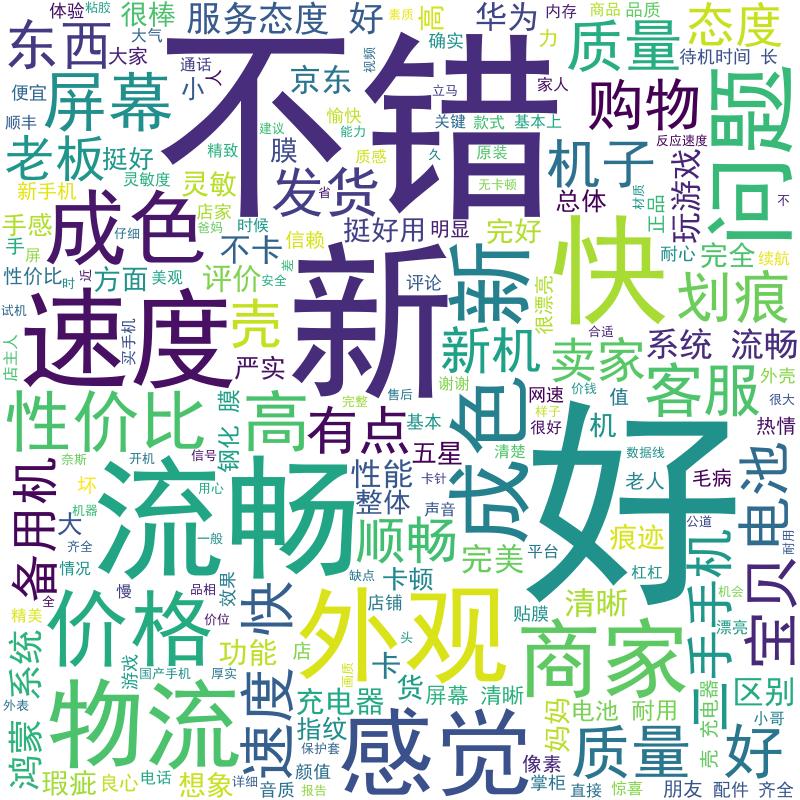 体验
粘胶
很棒
服务态度
好
素质
高
华为
内存
商品
品质
态度
东西
大家
大气
通话
人
小
京东
视频
不错
立马
确实
力
家人
质量
待机时间
长
便宜
屏幕
愉快
能力
关键
款式
基本上
购物
问题
顺丰
老板
挺好
精致
建议
膜
质感
久
原装
机子
反应速度
新手机
灵敏度
灵敏
发货
省
无卡顿
总体
材质
正品
玩游戏
不
手感
手
屏
仔细
成色
店家
爸妈
时候
不卡
信赖
挺好用
明显
完好
快
耐心
完全
续航
性价比
时
近
方面
美观
评价
差
安全
新
评论
新
很漂亮
划痕
试机
速度
买手机
壳
严实
新机
合适
卖家
系统
流畅
店主人
性价比
高
完整
售后
谢谢
网速
价钱
值
客服
外壳
很大
钢化
膜
有点
基本
成色
样子
很好
机
热情
奈斯
开机
信号
五星
清楚
好
数据线
老人
毛病
电池
备用机
坏
流畅
性能
卡针
整体
声音
机器
用心
大
齐全
一般
顺畅
平台
痕迹
公道
耐用
情况
慢
品相
效果
缺点
卡顿
完美
杠杠
二手手机
机会
宝贝
精美
全
价位
价格
快
外观
店铺
贴膜
清晰
漂亮
系统
鸿蒙
游戏
国产手机
厚实
功能
店
卡
头
商家
外表
物流
速度
充电器
画质
货
屏幕
清晰
妈妈
电池
耐用
壳
充电器
区别
指纹
保护套
感觉
像素
质量
小哥
好
瑕疵
良心
电话
想象
详细
音质
颜值
报告
掌柜
直接
惊喜
朋友
配件
齐全